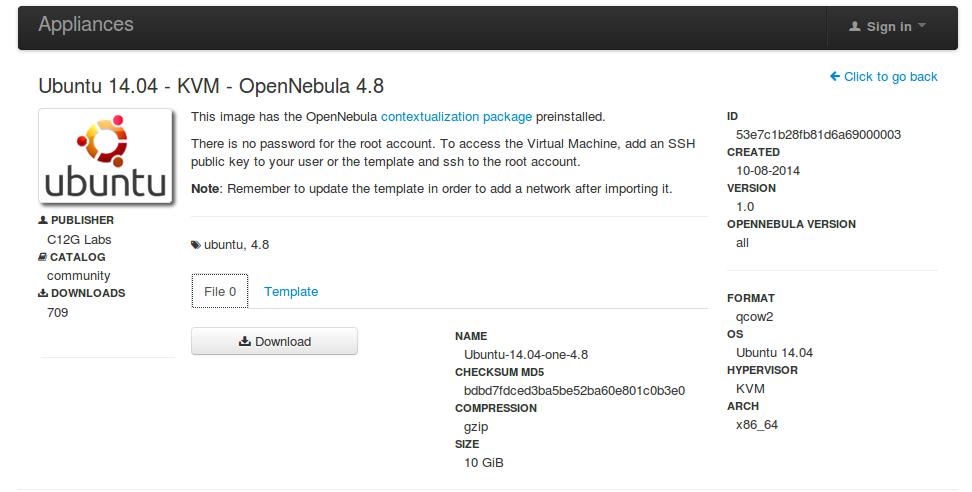 Appliances
Sign in
Click to go back
Ubuntu 14.04 - KVM - OpenNebula 4.8
ubuntu
PUBLISHER
C12G Labs
CATALOG
community
DOWNLOADS
709
This image has the OpenNebula contextualization package preinstalled.
There is no password for the root account. To access the Virtual Machine, add an SSH
public key to your user or the template and ssh to the root account.
Note: Remember to update the template in order to add a network after importing it.
ubuntu, 4.8
File 0
Template
Download
NAME
Ubuntu-14.04-one-4.8
CHECKSUM MD5
bdbd7fdced3ba5be52ba60e801c0b3e0
COMPRESSION
gzip
SIZE
10 GiB
ID
53e7c1b28fb81d6a69000003
CREATED
10-08-2014
VERSION
1.0
OPENNEBULA VERSION
all
FORMAT
qcow2
OS
Ubuntu 14.04
HYPERVISOR
KVM
ARCH
x86_64